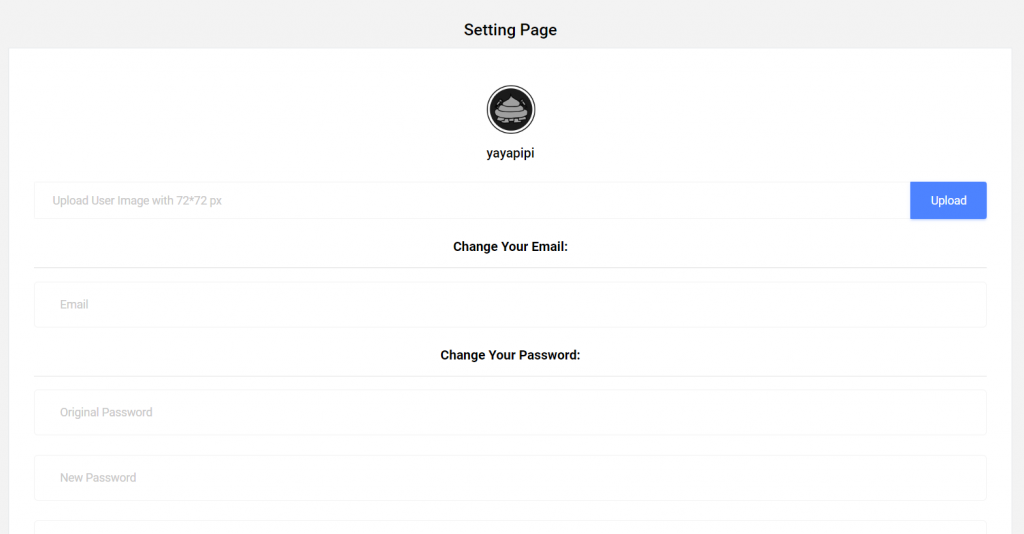 Setting Page
yayapipi
Upload User Image with 72*72 px
Upload
Change Your Email:
Email
Change Your Password:
Original Password
New Password